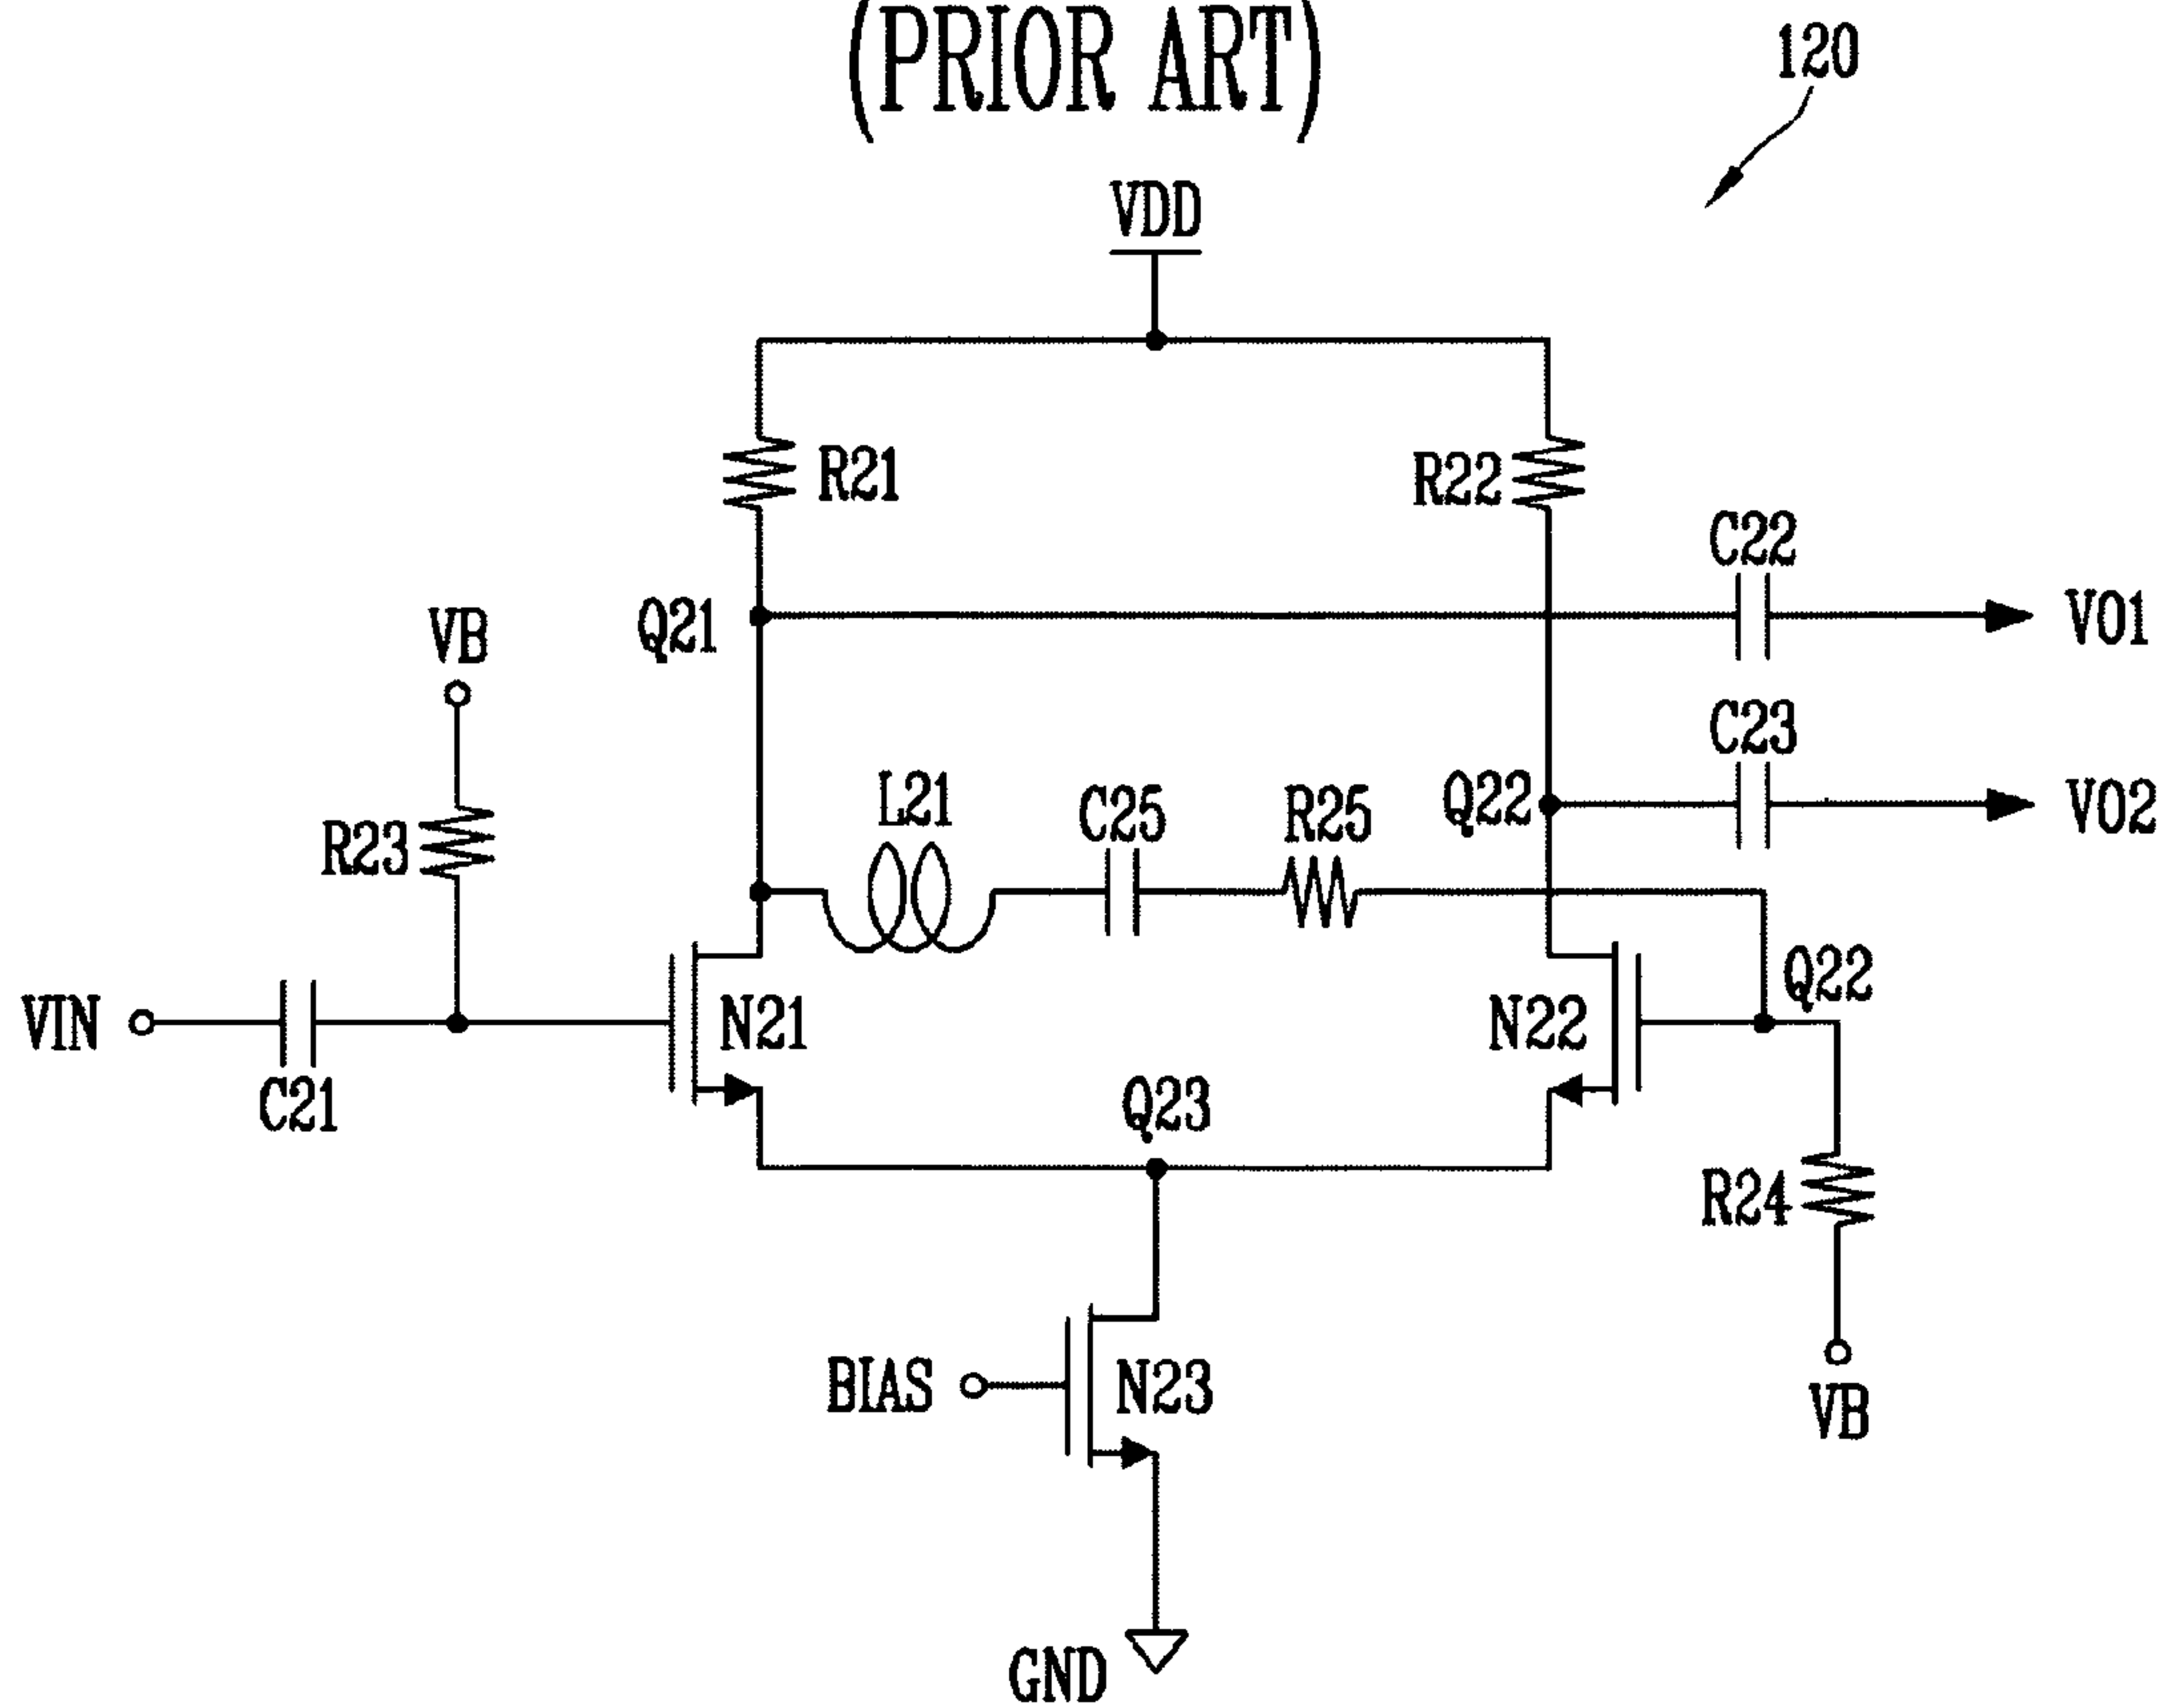 (PRIOR ART)
120
VDD
R21
R22
C22
Q21
VO1
VB
C23
L21
C25
R25
Q22
VO2
R23
Q22
VIN
N21
N22
C21
Q23
R24
BIAS
N23
VB
GND